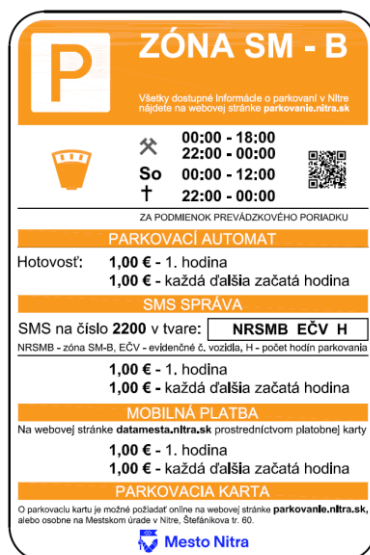 P
ZÓNA SM - B
Všetky dostupné Informácie o parkovaní v Nitre
nájdete na webovej stránke parkovanie.nitra.sk
00:00 - 18:00
22:00 - 00:00
So 00:00 - 12:00
22:00 - 00:00
ZA PODMIENOK PREVÁDZKOVÉHO PORIADKU
PARKOVACÍ AUTOMAT
Hotovosť: 1,00 € - 1. hodina
1,00 € - každá ďalšia začatá hodina
SMS SPRÁVA
SMS na číslo 2200 v tvare: NRSMB EČV H
NRSMB - zóna SM-B, EČV - evidenčné č. vozidla, H - počet hodín parkovania
1,00 € - 1. hodina
1,00 € - každá ďalšia začatá hodina
MOBILNÁ PLATBA
Na webovej stránke datamesta.nitra.sk prostredníctvom platobnej karty
1,00 € - 1. hodina
1,00 € - každá ďalšia začatá hodina
PARKOVACIA KARTA
O parkovaciu kartu je možné požiadať online na webovej stránke parkovanie.nitra.sk,
alebo osobne na Mestskom úrade v Nitre, Štefánikova tr. 60.
Mesto Nitra